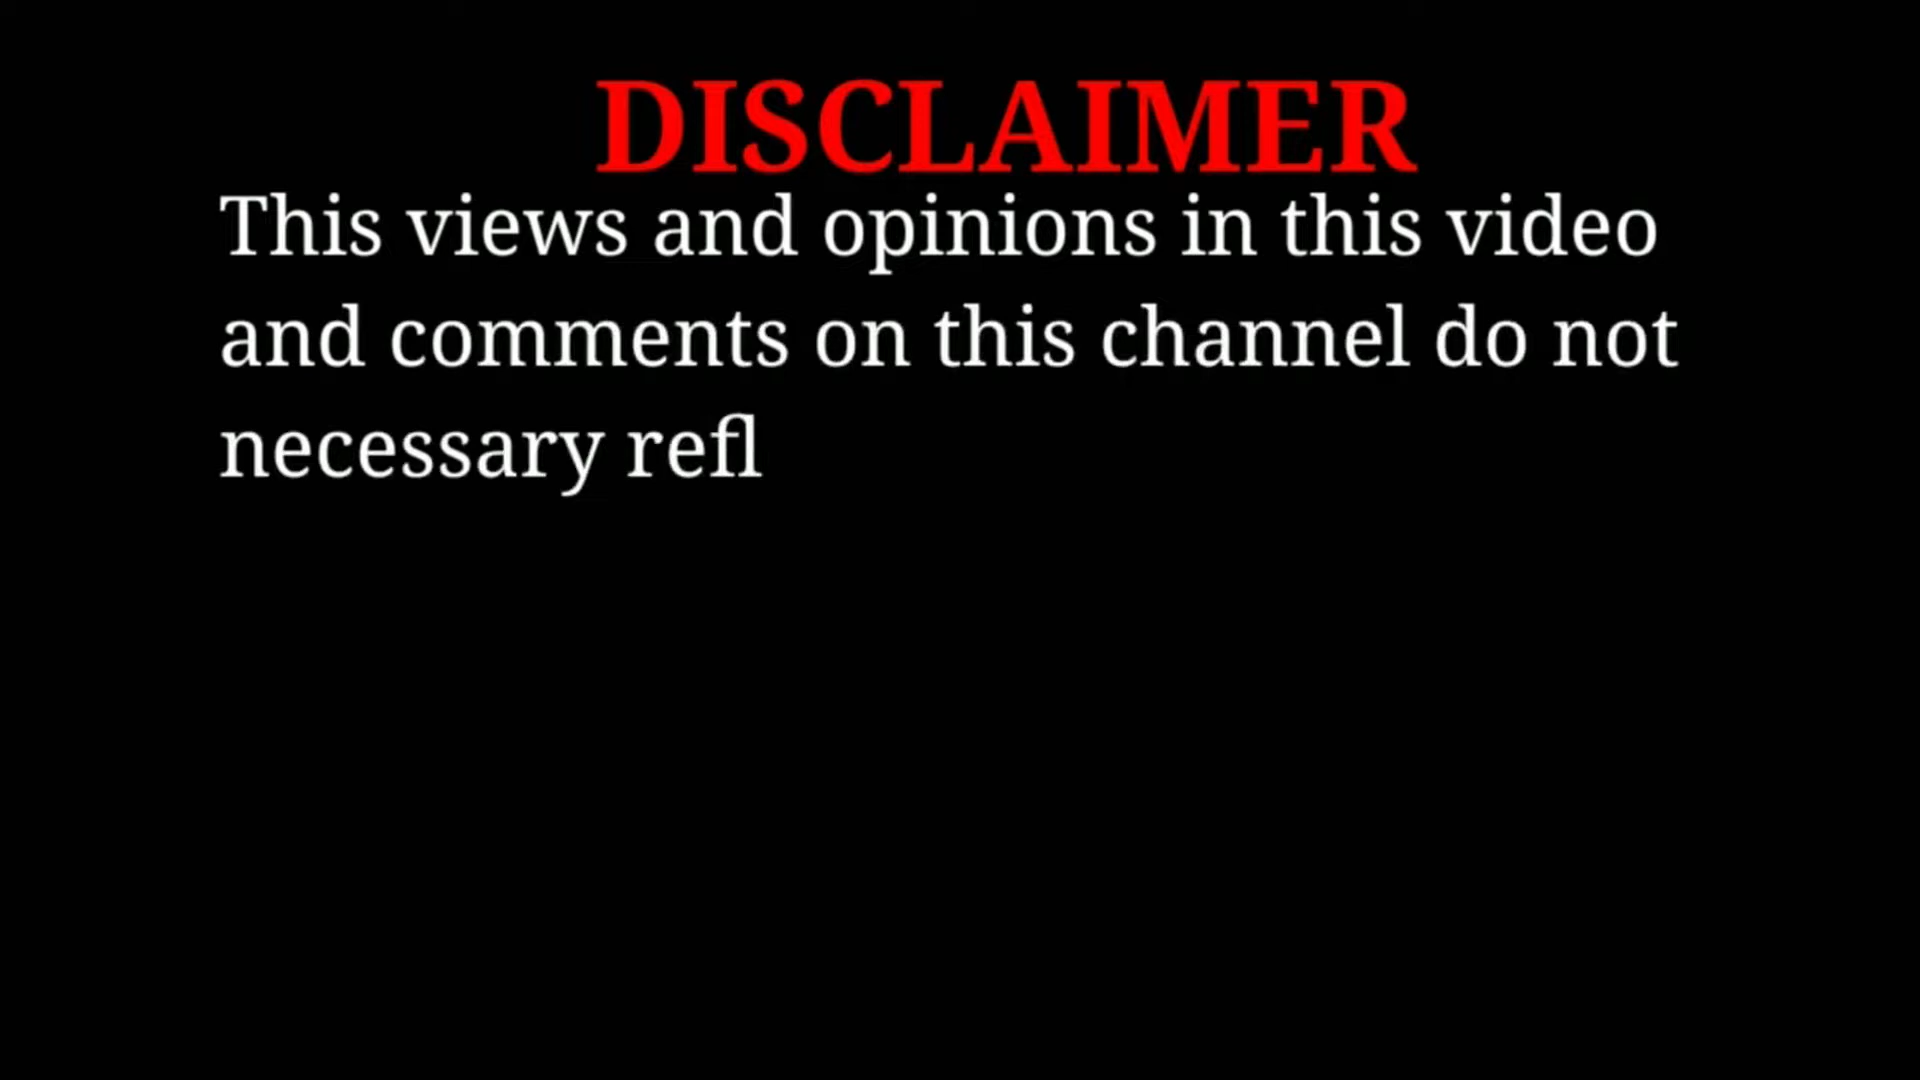 DISCLAIMER
This views and opinions in this video
and comments on this channel do not
necessary refl